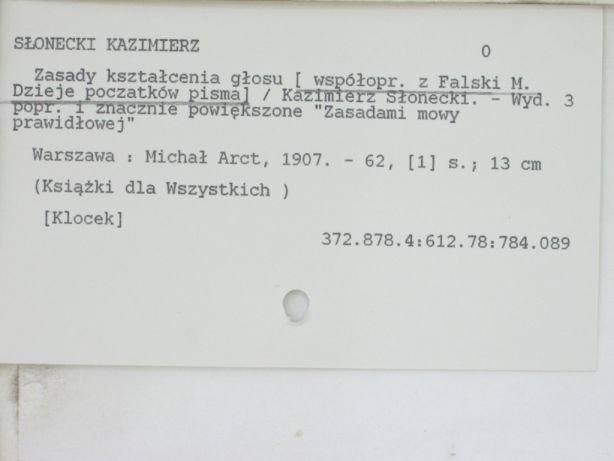 SŁONECKI KAZIMIERZ
0
Zasady kształcenia głosu [ współopr. z Falski M.
Dzieje poczatków pisma] / Kazimierz Słonecki. - Wyd. 3
popr. i znacznie powiększone "Zasadami mowy
prawidłowej"
Warszawa : Michał Arct, 1907. - 62, [1] s.; 13 cm
(Książki dla Wszystkich )
[Klocek]
372.878.4:612.78:784.089